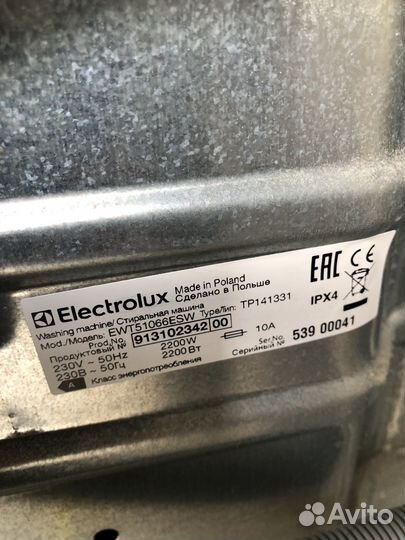 Electrolux Made in Poland
Сделано в Польше
Washing machine/ Стиральная машина
Mod./Модель: EWT51066ESW Type/Тип: TP141331
Prod.No. 913102342 00
Продуктовый №
230V ~ 50Hz 2200W 10A Ser.No. 539 00041
230В ~ 50Гц 2200Вт Серийный №
A Класс энергопотребления
IPX4
EAC CE
Avito